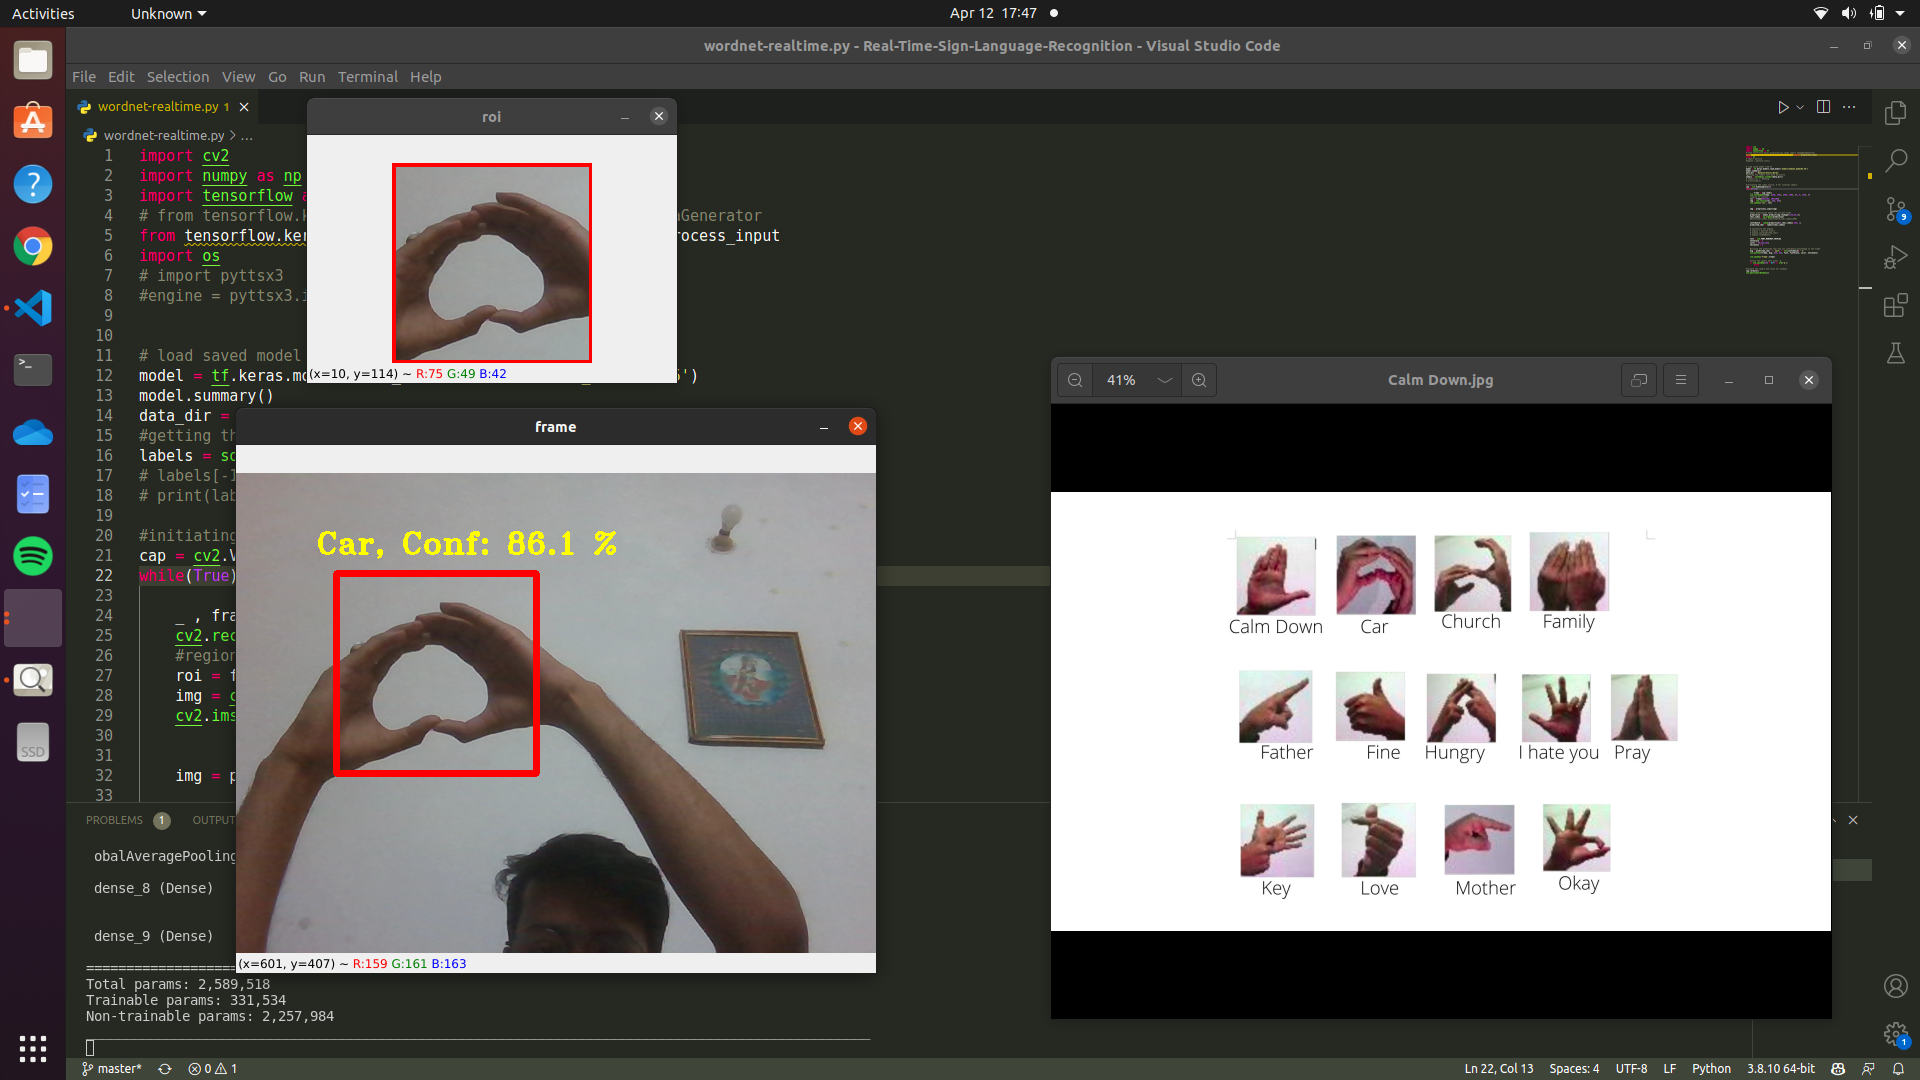 Activities
Unknown
Apr 12 17:47
wordnet-realtime.py - Real-Time-Sign-Language-Recognition - Visual Studio Code
File Edit Selection View Go Run Terminal Help
wordnet-realtime.py 1
wordnet-realtime.py > ...
1 import cv2
2 import numpy as np
3 import tensorflow
4 # from tensorflow. aGenerator
5 from tensorflow.ker rocess_input
6 import os
7 # import pyttsx3
8 #engine = pyttsx3.
9
10
11 # load saved model
12 model = tf.keras.mo ')
13 model.summary()
14 data_dir =
15 #getting th
16 labels = so
17 # labels[-1
18 # print(lab
19
20 #initiating
21 cap = cv2.V
22 while(True)
23
24 _ , fra
25 cv2.rec
26 #region
27 roi = f
28 img = c
29 cv2.ims
30
31
32 img = p
33
roi
(x=10, y=114) ~ R:75 G:49 B:42
frame
Car, Conf: 86.1 %
(x=601, y=407) ~ R:159 G:161 B:163
41%
Calm Down.jpg
Calm Down Car Church Family
Father Fine Hungry I hate you Pray
Key Love Mother Okay
PROBLEMS 1 OUTPUT
obalAveragePooling
dense_8 (Dense)
dense_9 (Dense)
====================
Total params: 2,589,518
Trainable params: 331,534
Non-trainable params: 2,257,984
SSD
9
1
master* 0 1
Ln 22, Col 13 Spaces: 4 UTF-8 LF Python 3.8.10 64-bit